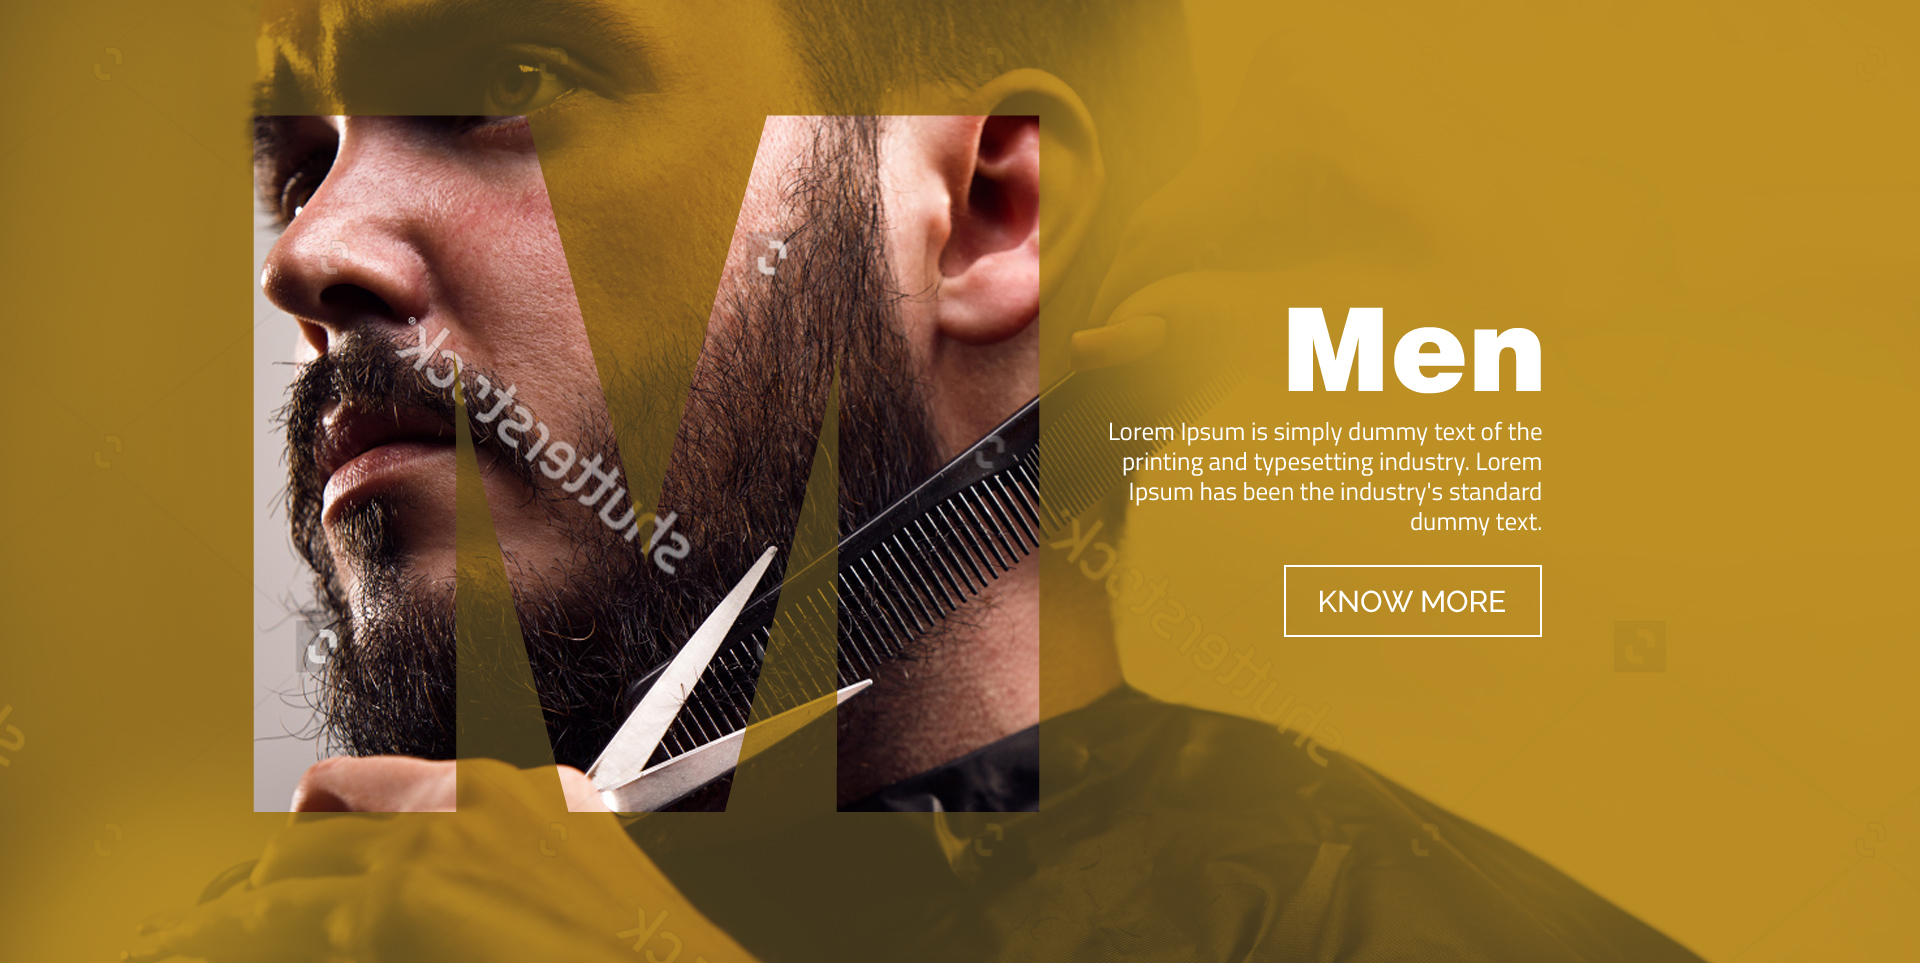 M
Men
Lorem Ipsum is simply dummy text of the
printing and typesetting industry. Lorem
Ipsum has been the industry's standard
dummy text.
KNOW MORE
shutterstock
shutterstock